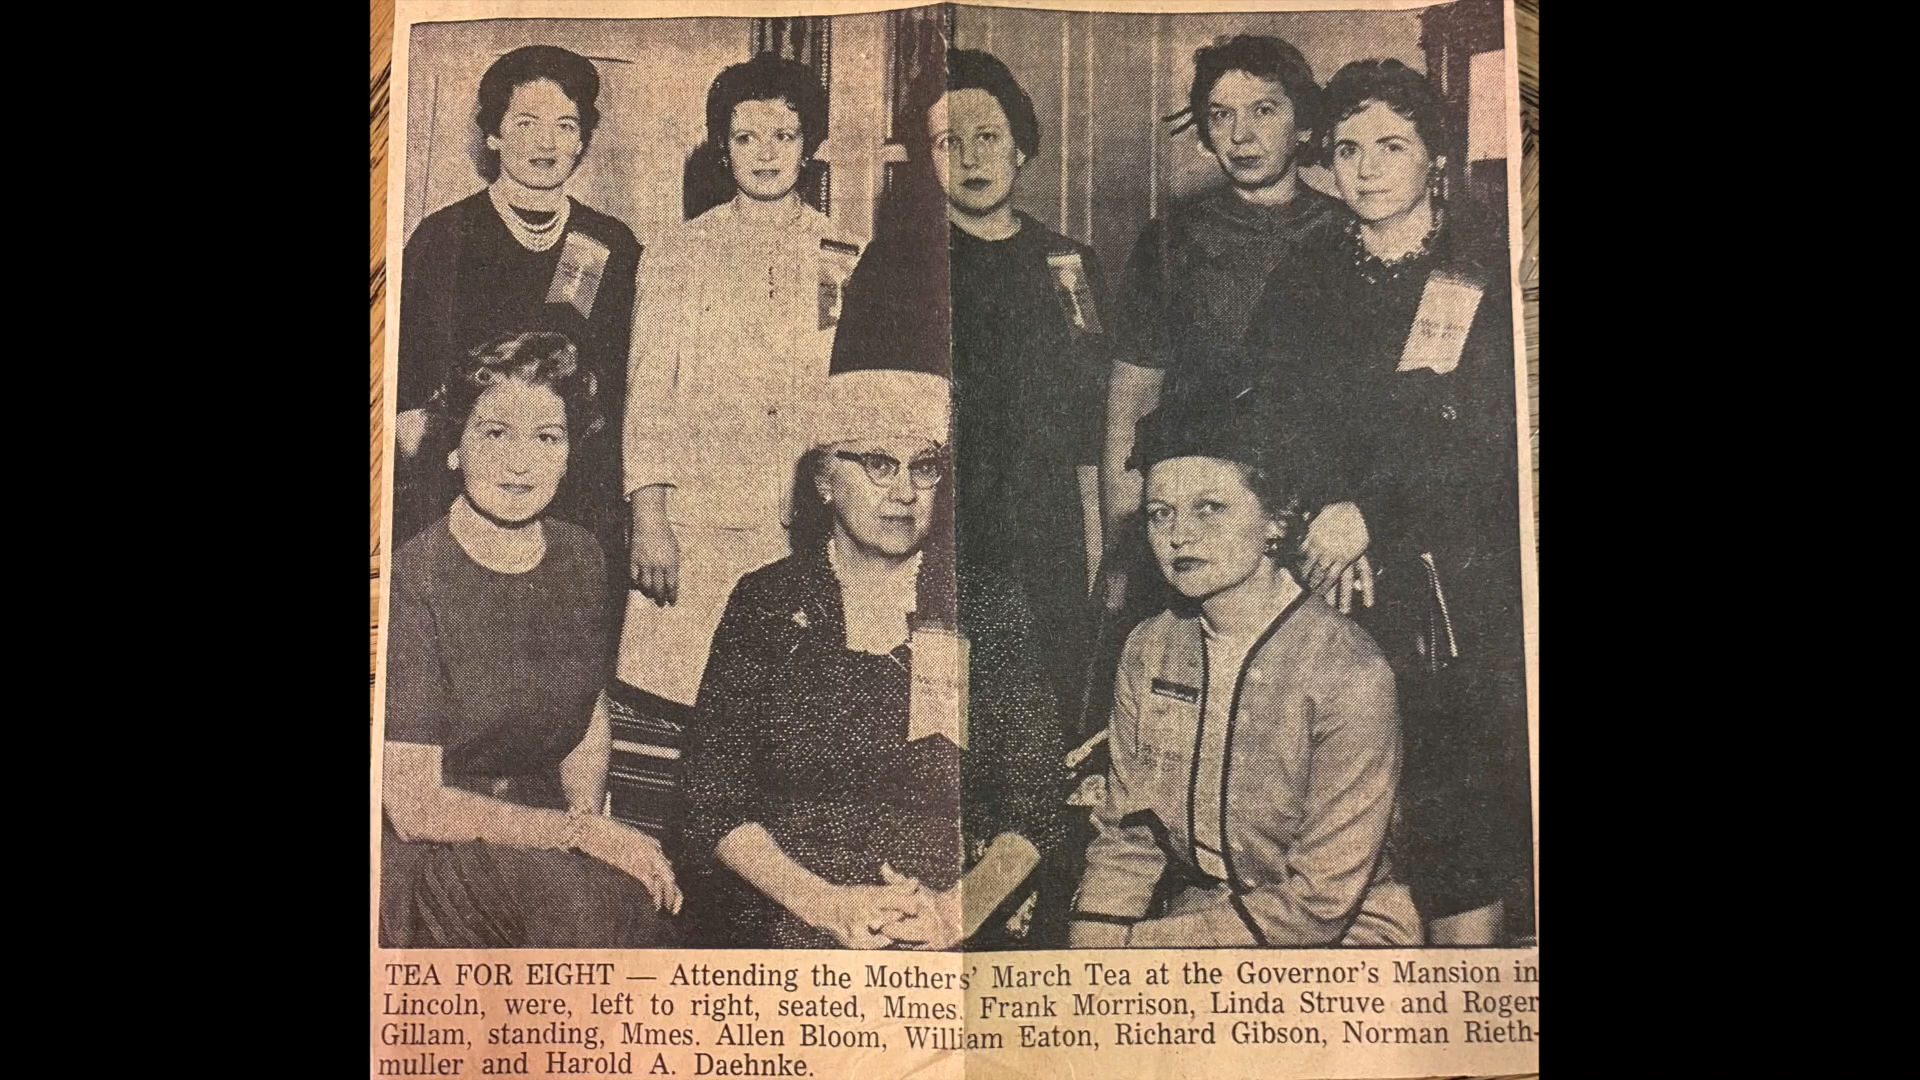 TEA FOR EIGHT — Attending the Mothers' March Tea at the Governor's Mansion in
Lincoln, were, left to right, seated, Mmes. Frank Morrison, Linda Struve and Roger
Gillam, standing, Mmes. Allen Bloom, William Eaton, Richard Gibson, Norman Rieth-
muller and Harold A. Daehnke.